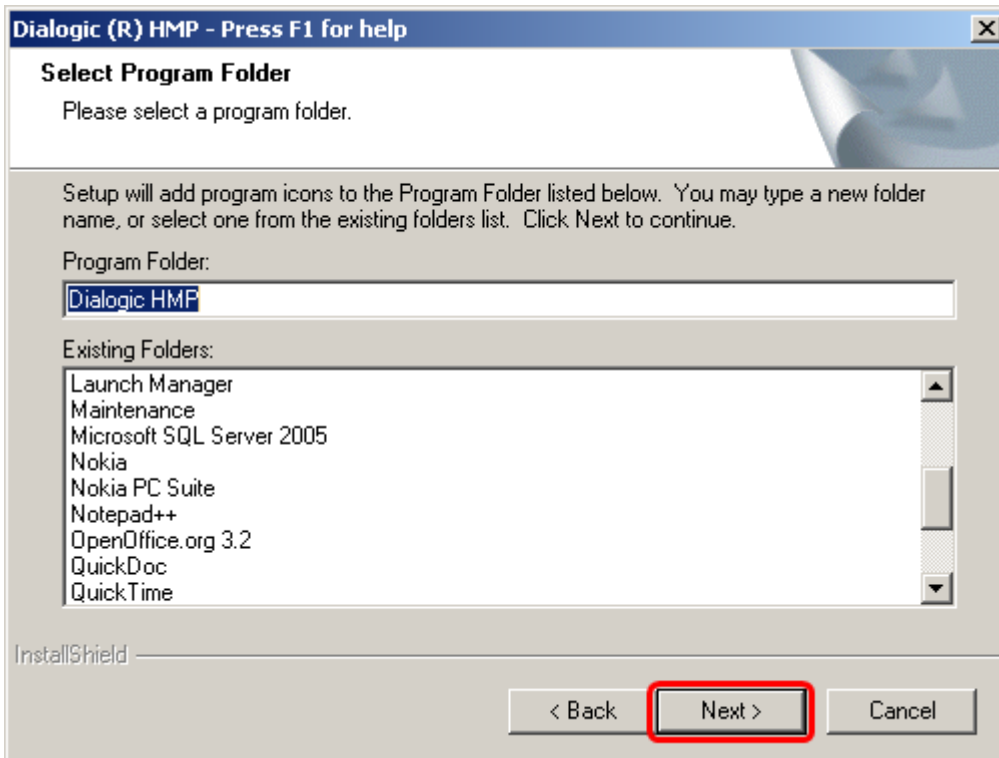 Dialogic (R) HMP - Press F1 for help
Select Program Folder
Please select a program folder.
Setup will add program icons to the Program Folder listed below.  You may type a new folder
name, or select one from the existing folders list.  Click Next to continue.
Program Folder:
Dialogic HMP
Existing Folders:
Launch Manager
Maintenance
Microsoft SQL Server 2005
Nokia
Nokia PC Suite
Notepad++
OpenOffice.org 3.2
QuickDoc
QuickTime
InstallShield
< Back
Next >
Cancel